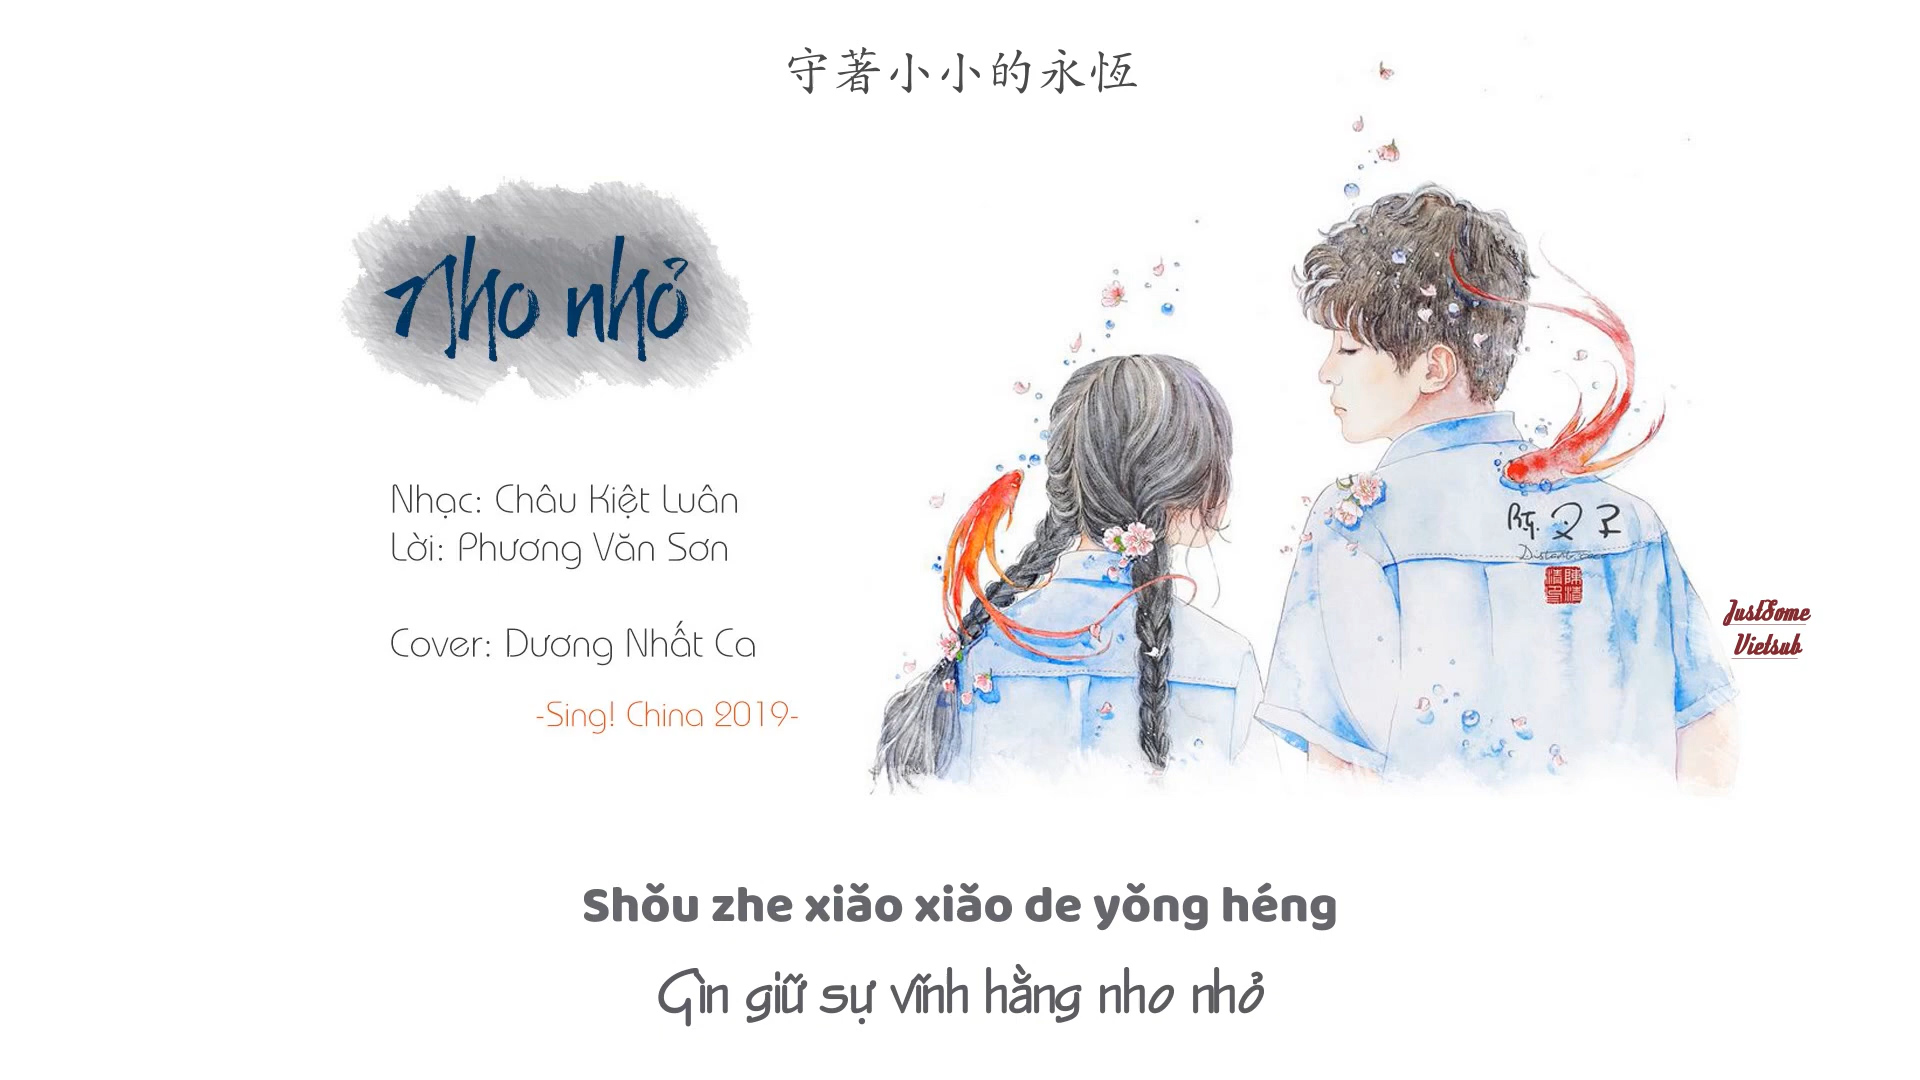 守著小小的永恆
Nho nhỏ
Nhạc: Châu Kiệt Luân
Lời: Phương Văn Sơn
Cover: Dương Nhất Ca
-Sing! China 2019-
JustSome
Vietsub
Shǒu zhe xiǎo xiǎo de yǒng héng
Gìn giữ sự vĩnh hằng nho nhỏ